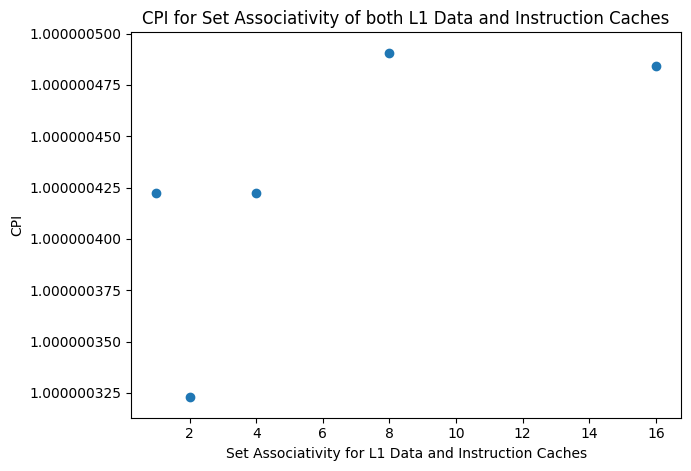 CPI for Set Associativity of both L1 Data and Instruction Caches
1.000000500
1.000000475
1.000000450
1.000000425
1.000000400
1.000000375
1.000000350
1.000000325
CPI
2 4 6 8 10 12 14 16
Set Associativity for L1 Data and Instruction Caches